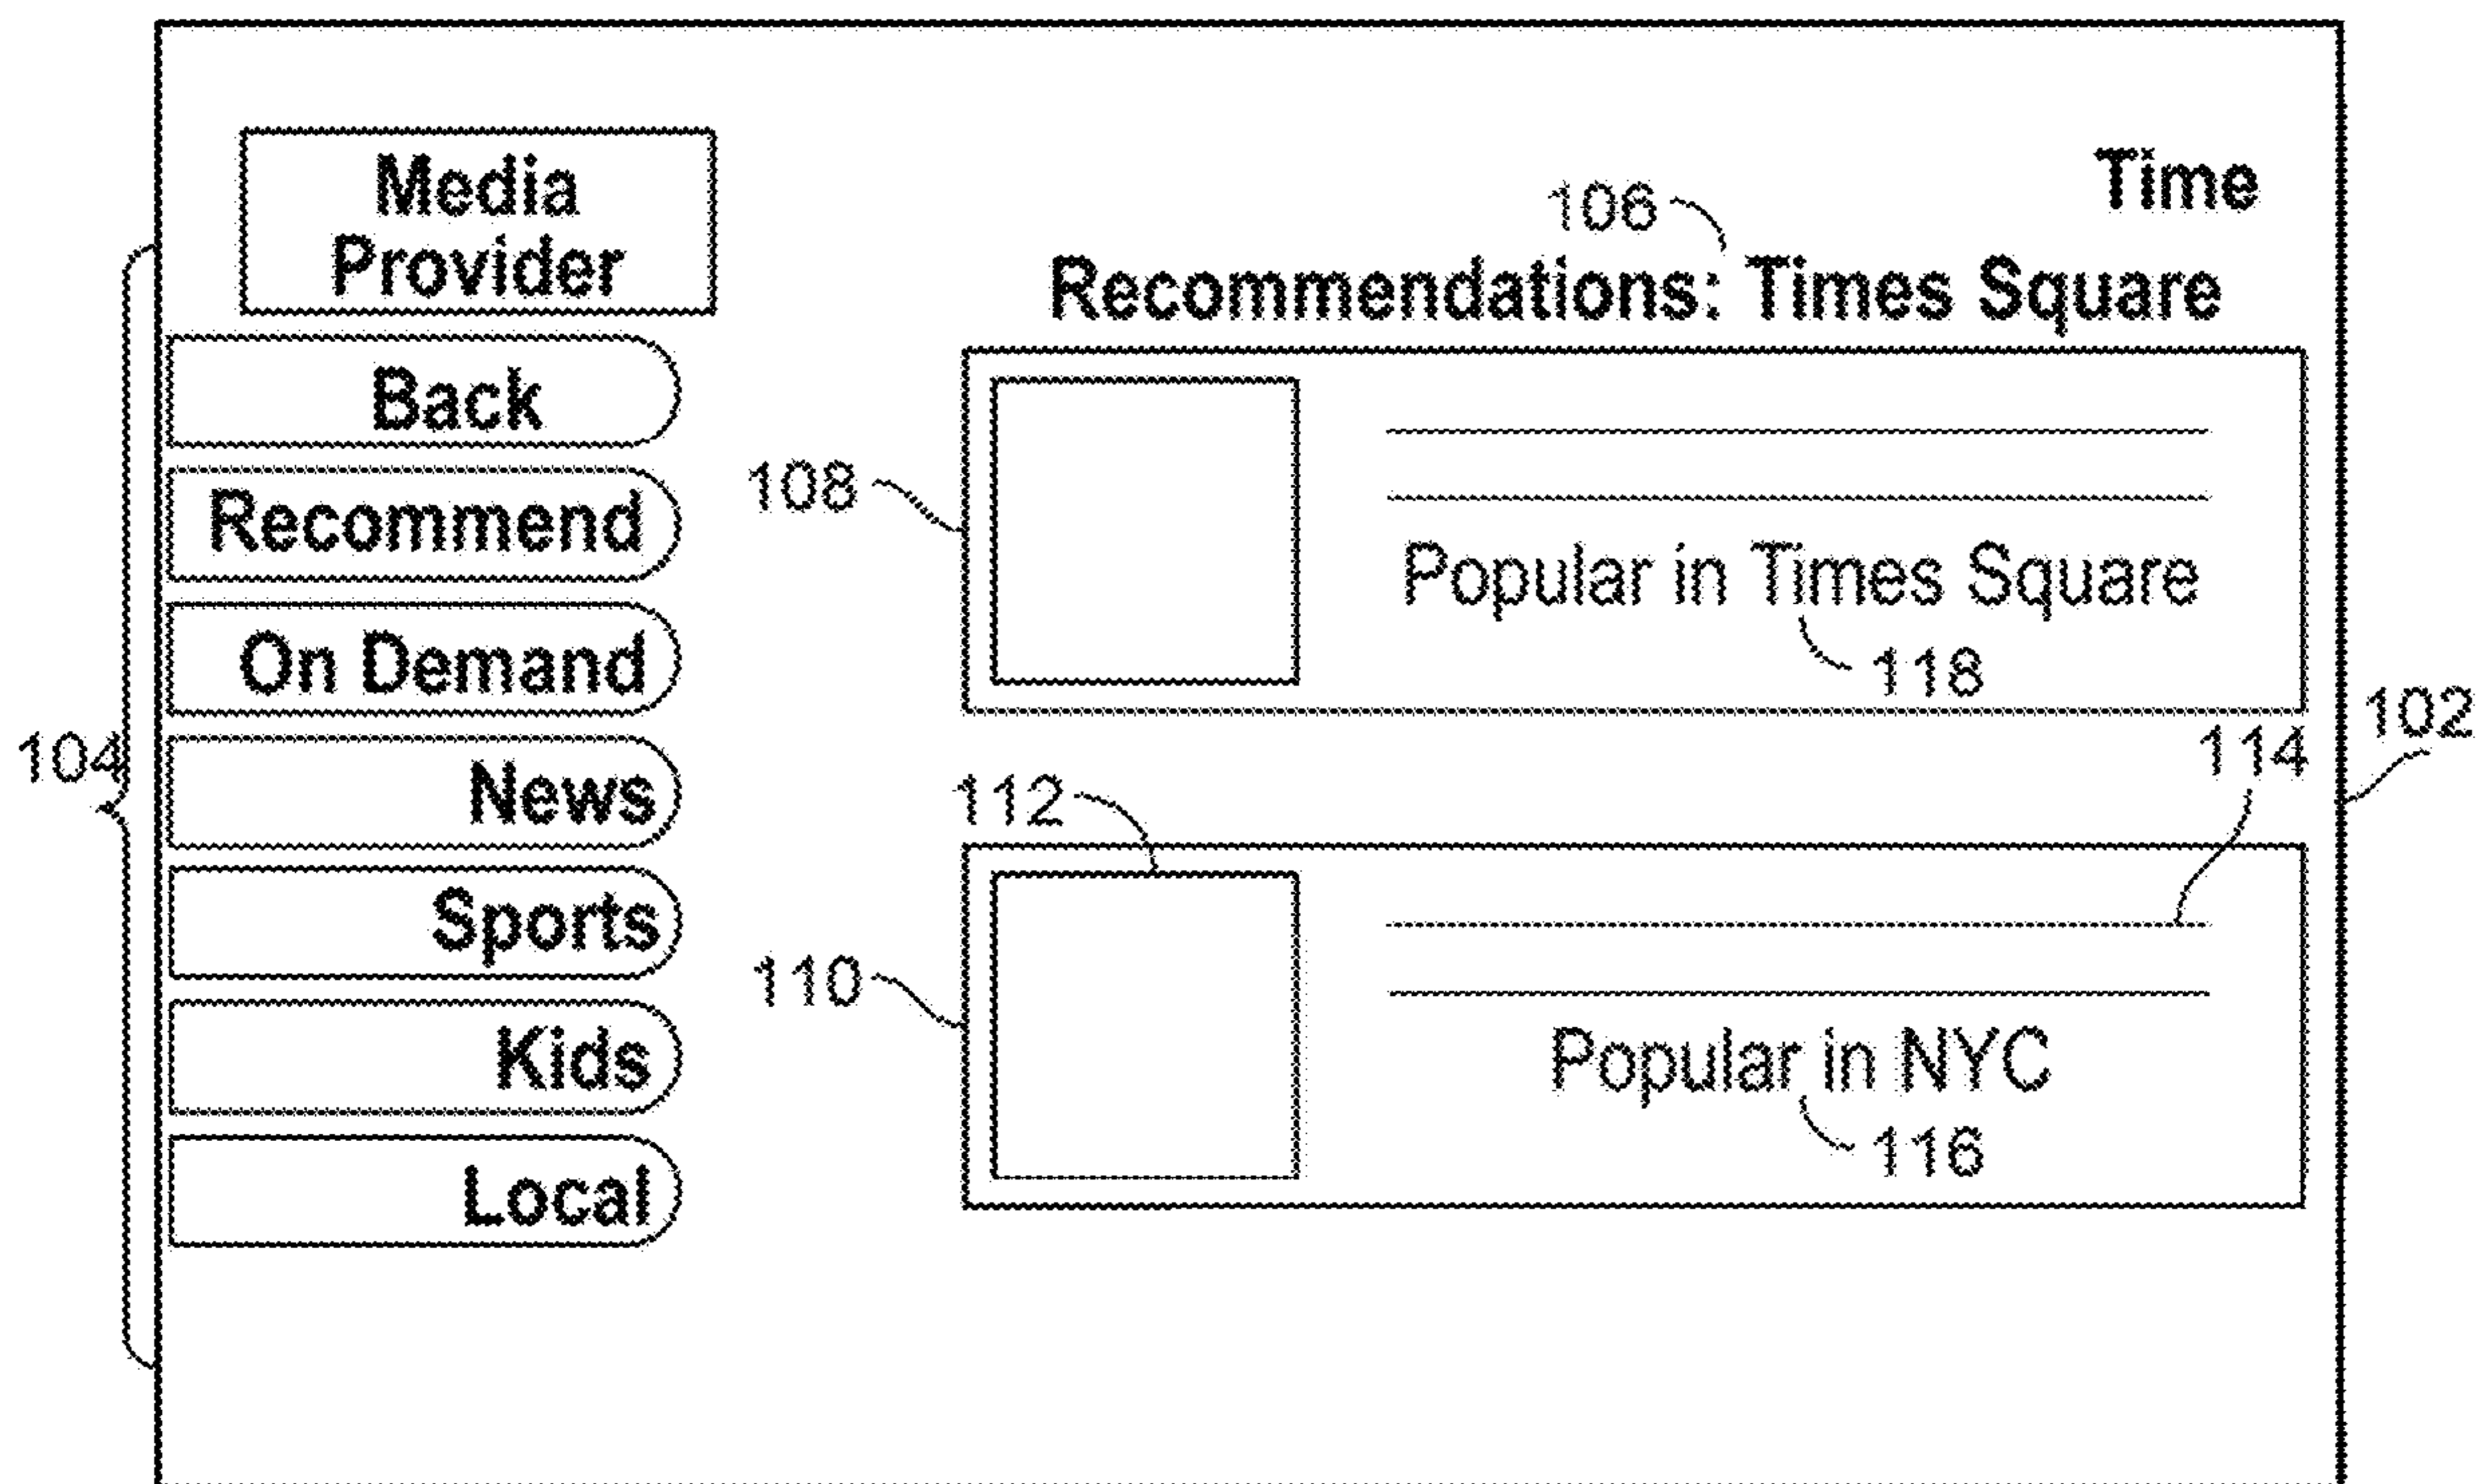 Media
Provider
Back
Recommend
On Demand
News
Sports
Kids
Local
104
Time
106
Recommendations: Times Square
108
Popular in Times Square
118
102
114
112
110
Popular in NYC
116